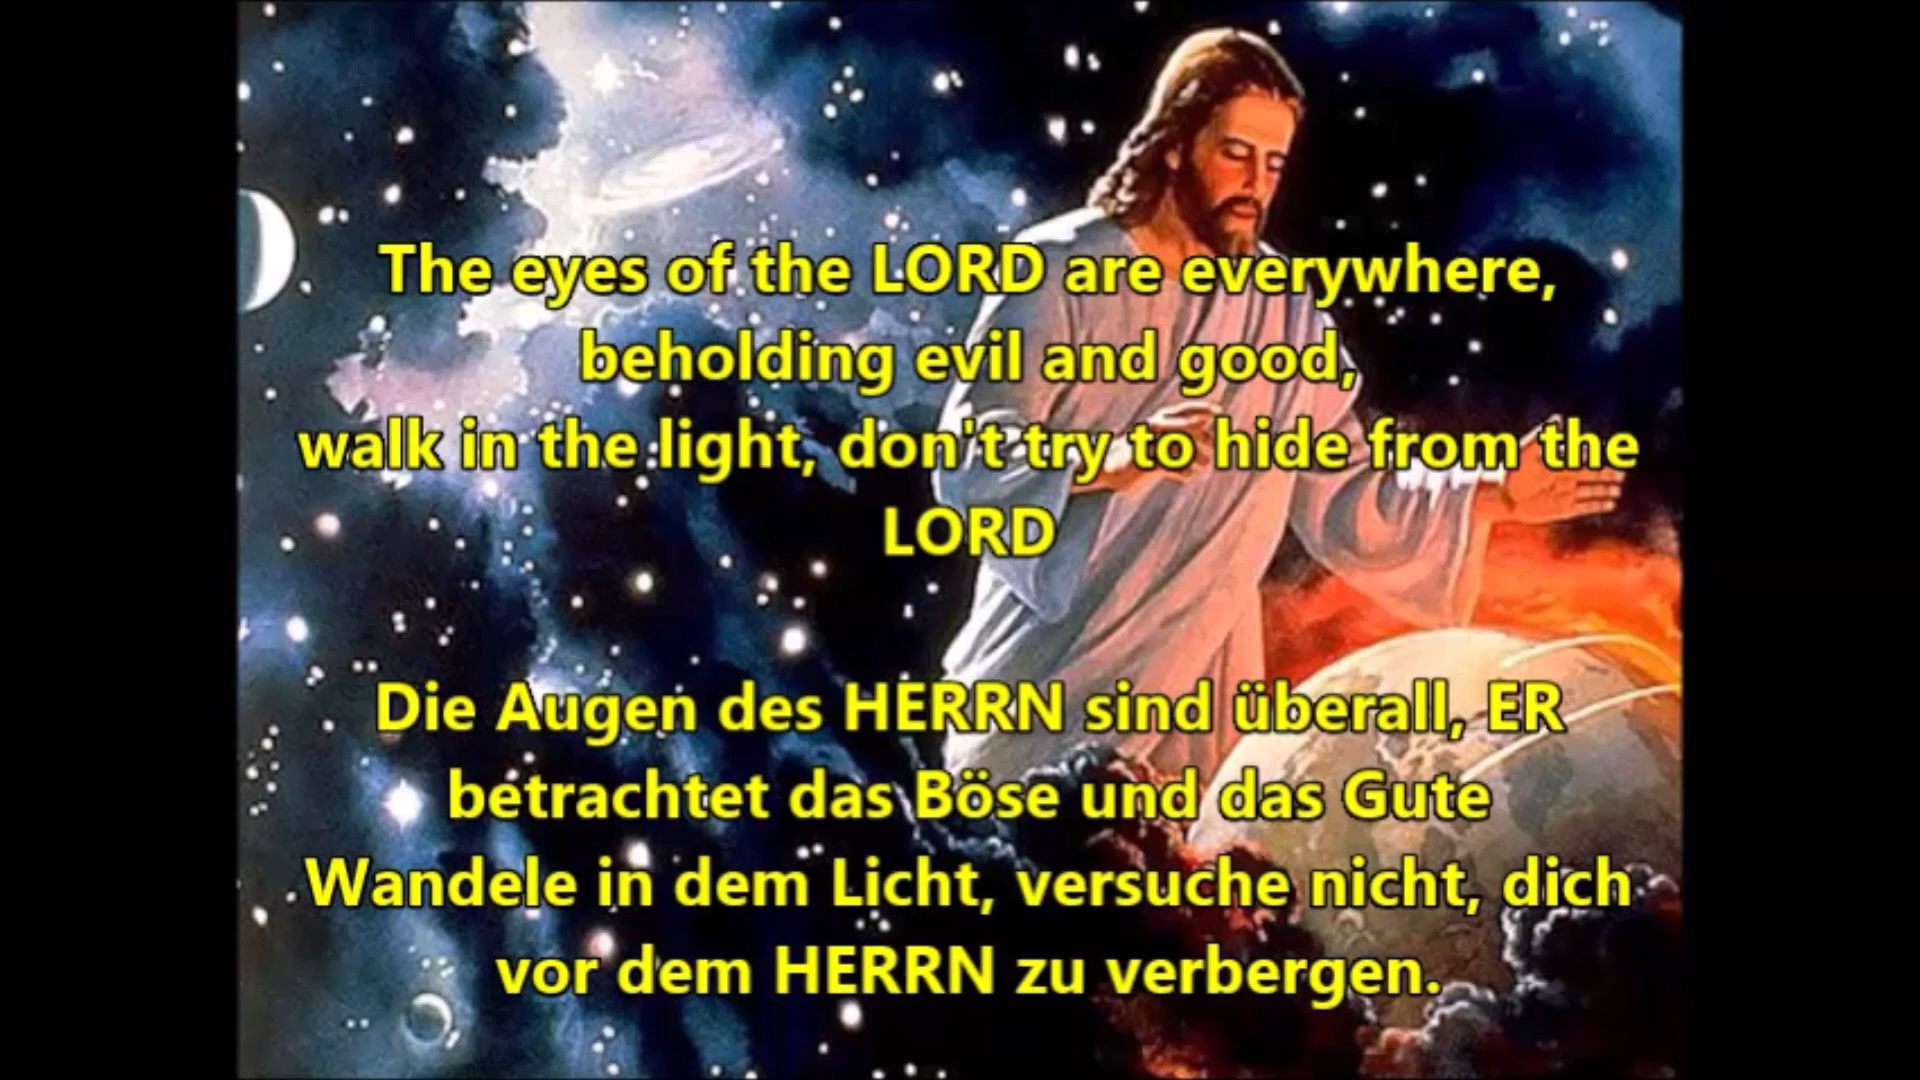 The eyes of the LORD are everywhere,
beholding evil and good,
walk in the light, don't try to hide from the
LORD
Die Augen des HERRN sind überall, ER
betrachtet das Böse und das Gute
Wandele in dem Licht, versuche nicht, dich
vor dem HERRN zu verbergen.